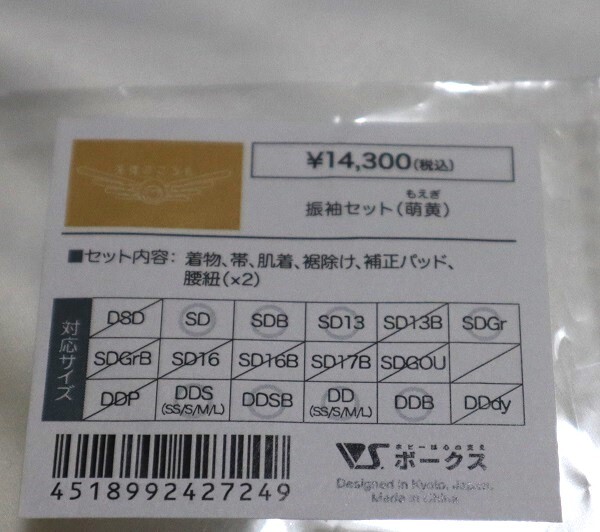 ¥14,300(税込)
もえぎ
振袖セット(萌黄)
■セット内容: 着物、帯、肌着、裾除け、補正パッド、
腰紐(×2)
対応サイズ
DSD SD SDB SD13 SD13B SDGr
SDGrB SD16 SD16B SD17B SDGOU
DDP DDS DDSB DD DDB DDdy
(SS/S/M/L) (SS/S/M/L)
4518992427249
ホビーは心の支え
VS. ボークス
Designed in Kyoto, Japan.
Made in China